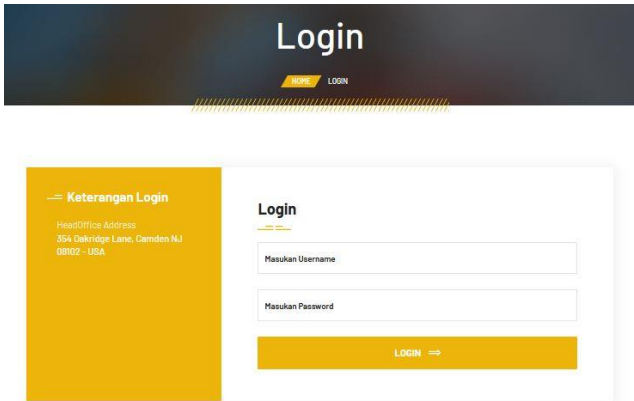 Login
HOME LOGIN
Keterangan Login
HeadOffice Address
354 Oakridge Lane, Camden NJ
08102 - USA
Login
Masukan Username
Masukan Password
LOGIN